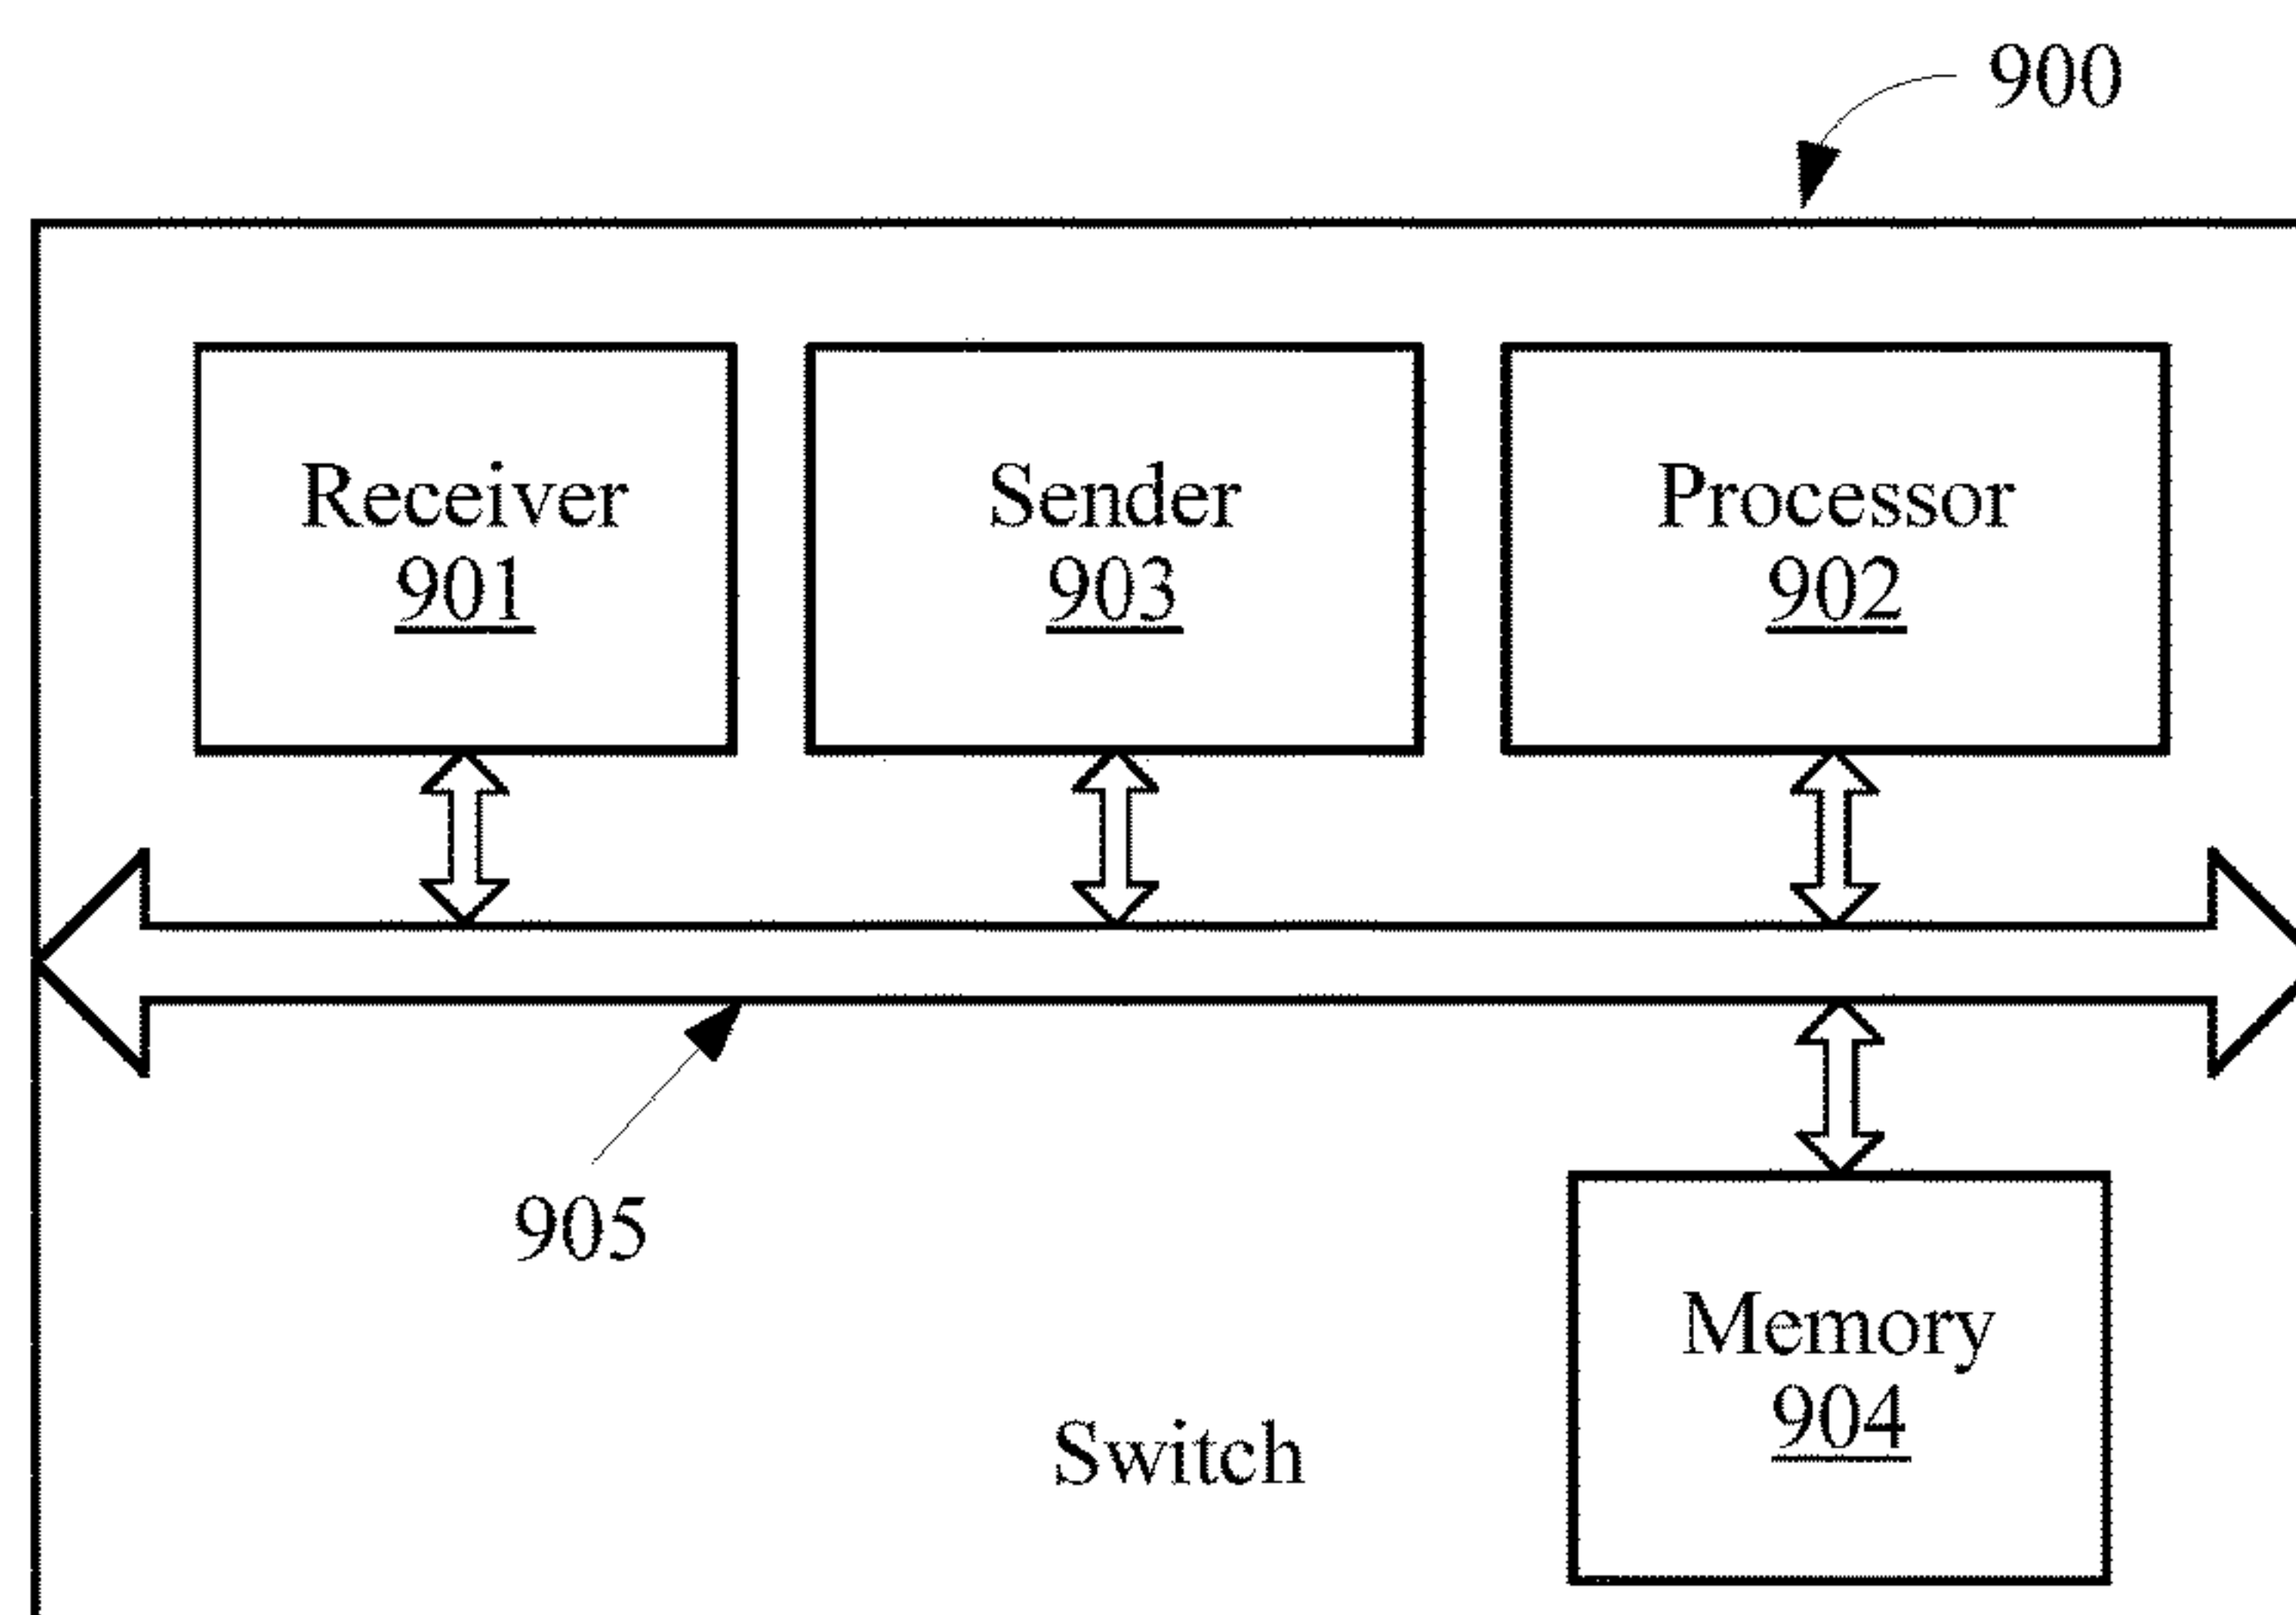 900
Receiver
901
Sender
903
Processor
902
905
Memory
904
Switch